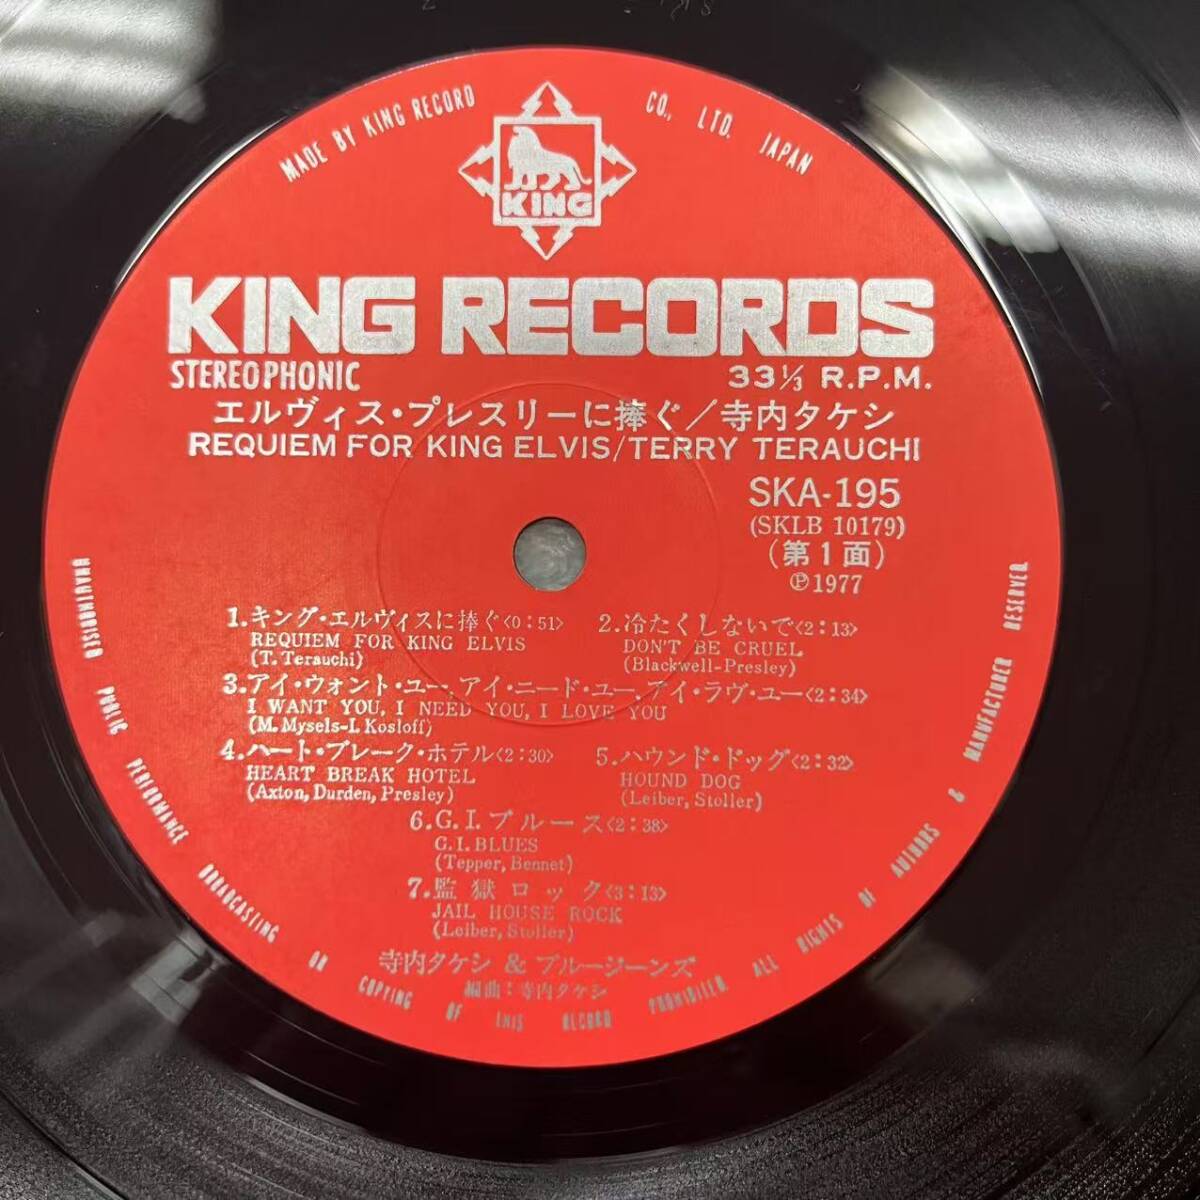 MADE BY KING RECORD CO., LTD. JAPAN
KING
KING RECORDS
STEREOPHONIC
33⅓ R.P.M.
エルヴィス・プレスリーに捧ぐ/寺内タケシ
REQUIEM FOR KING ELVIS/TERRY TERAUCHI
SKA-195
(SKLB 10179)
(第1面)
Ⓟ1977
1.キング・エルヴィスに捧ぐ<0:51>
REQUIEM FOR KING ELVIS
(T. Terauchi)
2.冷たくしないで<2:13>
DON'T BE CRUEL
(Blackwell-Presley)
3.アイ・ウォント・ユー,アイ・ニード・ユー,アイ・ラヴ・ユー<2:34>
I WANT YOU, I NEED YOU, I LOVE YOU
(M. Mysels-I. Kosloff)
4.ハート・ブレーク・ホテル<2:30>
HEART BREAK HOTEL
(Axton, Durden, Presley)
5.ハウンド・ドッグ<2:32>
HOUND DOG
(Leiber, Stoller)
6.G.I.ブルース<2:38>
G.I.BLUES
(Tepper, Bennet)
7.監獄ロック<3:13>
JAIL HOUSE ROCK
(Leiber, Stoller)
寺内タケシ & ブルージーンズ
編曲:寺内タケシ
UNAUTHORISED PUBLIC PERFORMANCE BROADCASTING OR COPYING OF THIS RECORD PROHIBITED. ALL RIGHTS OF AUTHORS & MANUFACTURER RESERVED